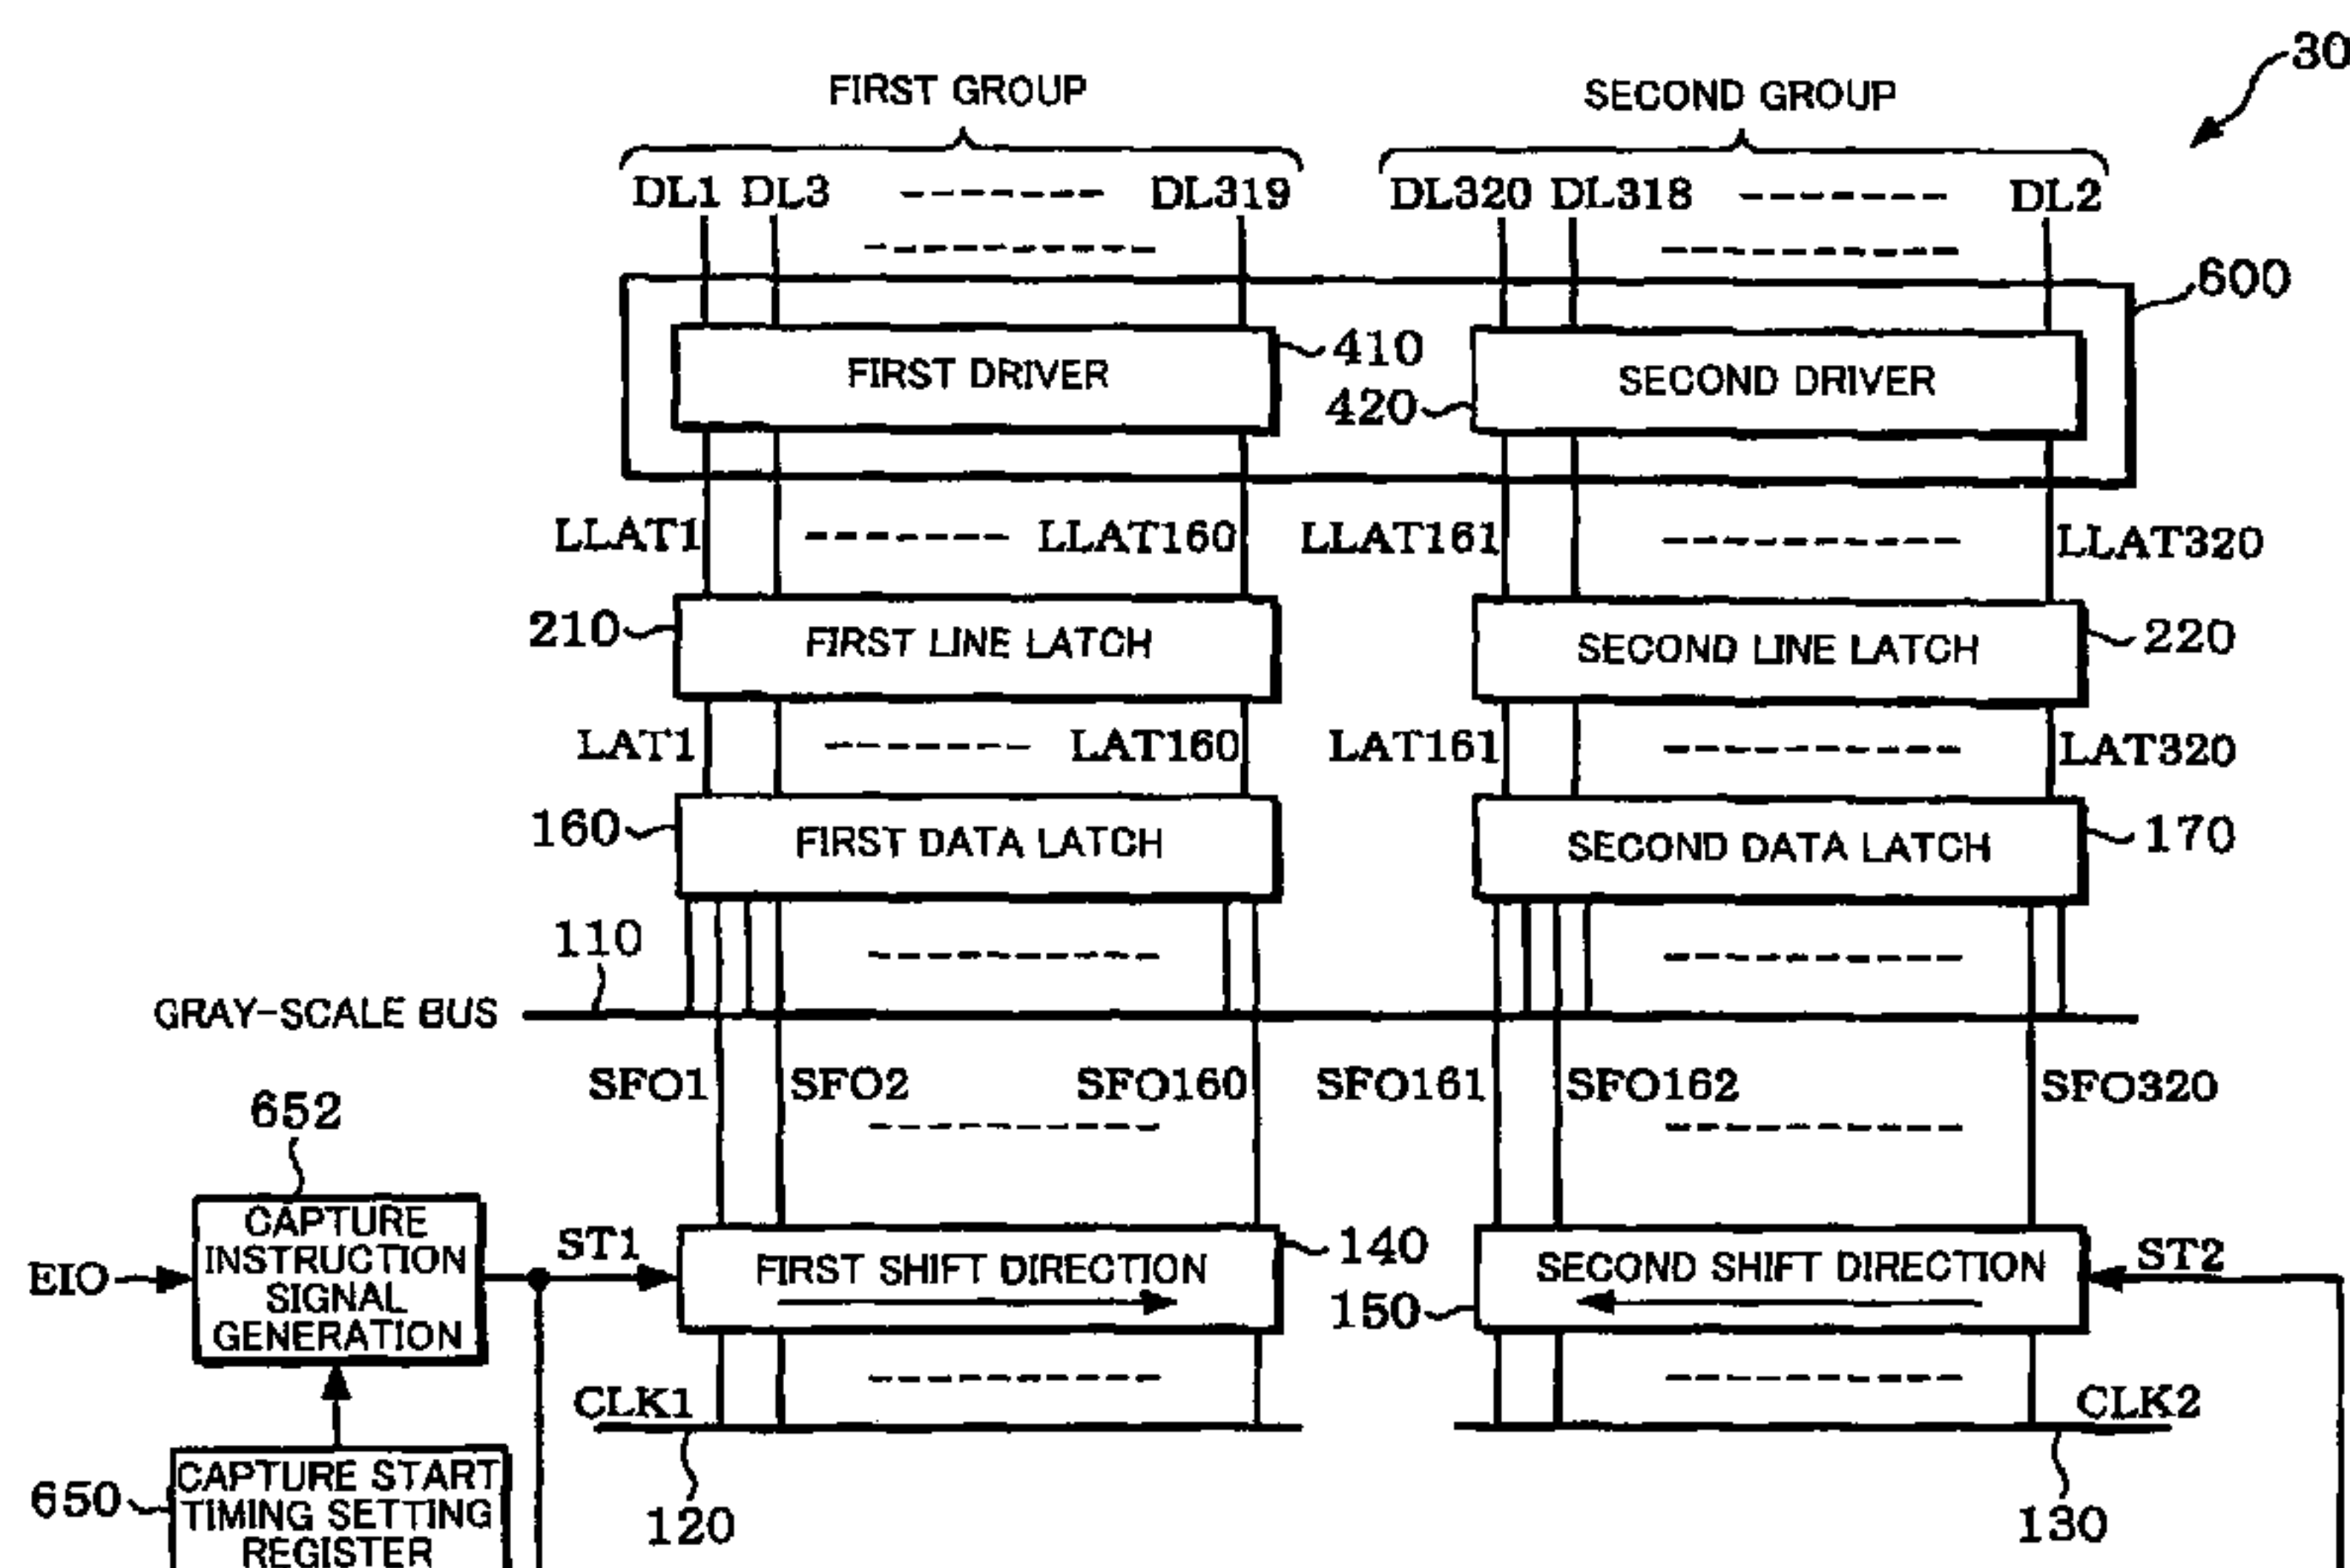 30
FIRST GROUP SECOND GROUP
DL1 DL3 DL319 DL320 DL318 DL2
600
FIRST DRIVER 410 SECOND DRIVER
420
LLAT1 LLAT160 LLAT161 LLAT320
210 FIRST LINE LATCH SECOND LINE LATCH 220
LAT1 LAT160 LAT161 LAT320
160 FIRST DATA LATCH SECOND DATA LATCH 170
110
GRAY-SCALE BUS
SFO1 SFO2 SFO160 SFO161 SFO162 SFO320
652
CAPTURE
INSTRUCTION
SIGNAL
GENERATION
EIO
ST1
FIRST SHIFT DIRECTION 140
SECOND SHIFT DIRECTION ST2
150
CLK1 CLK2
650
CAPTURE START
TIMING SETTING
REGISTER
120 130